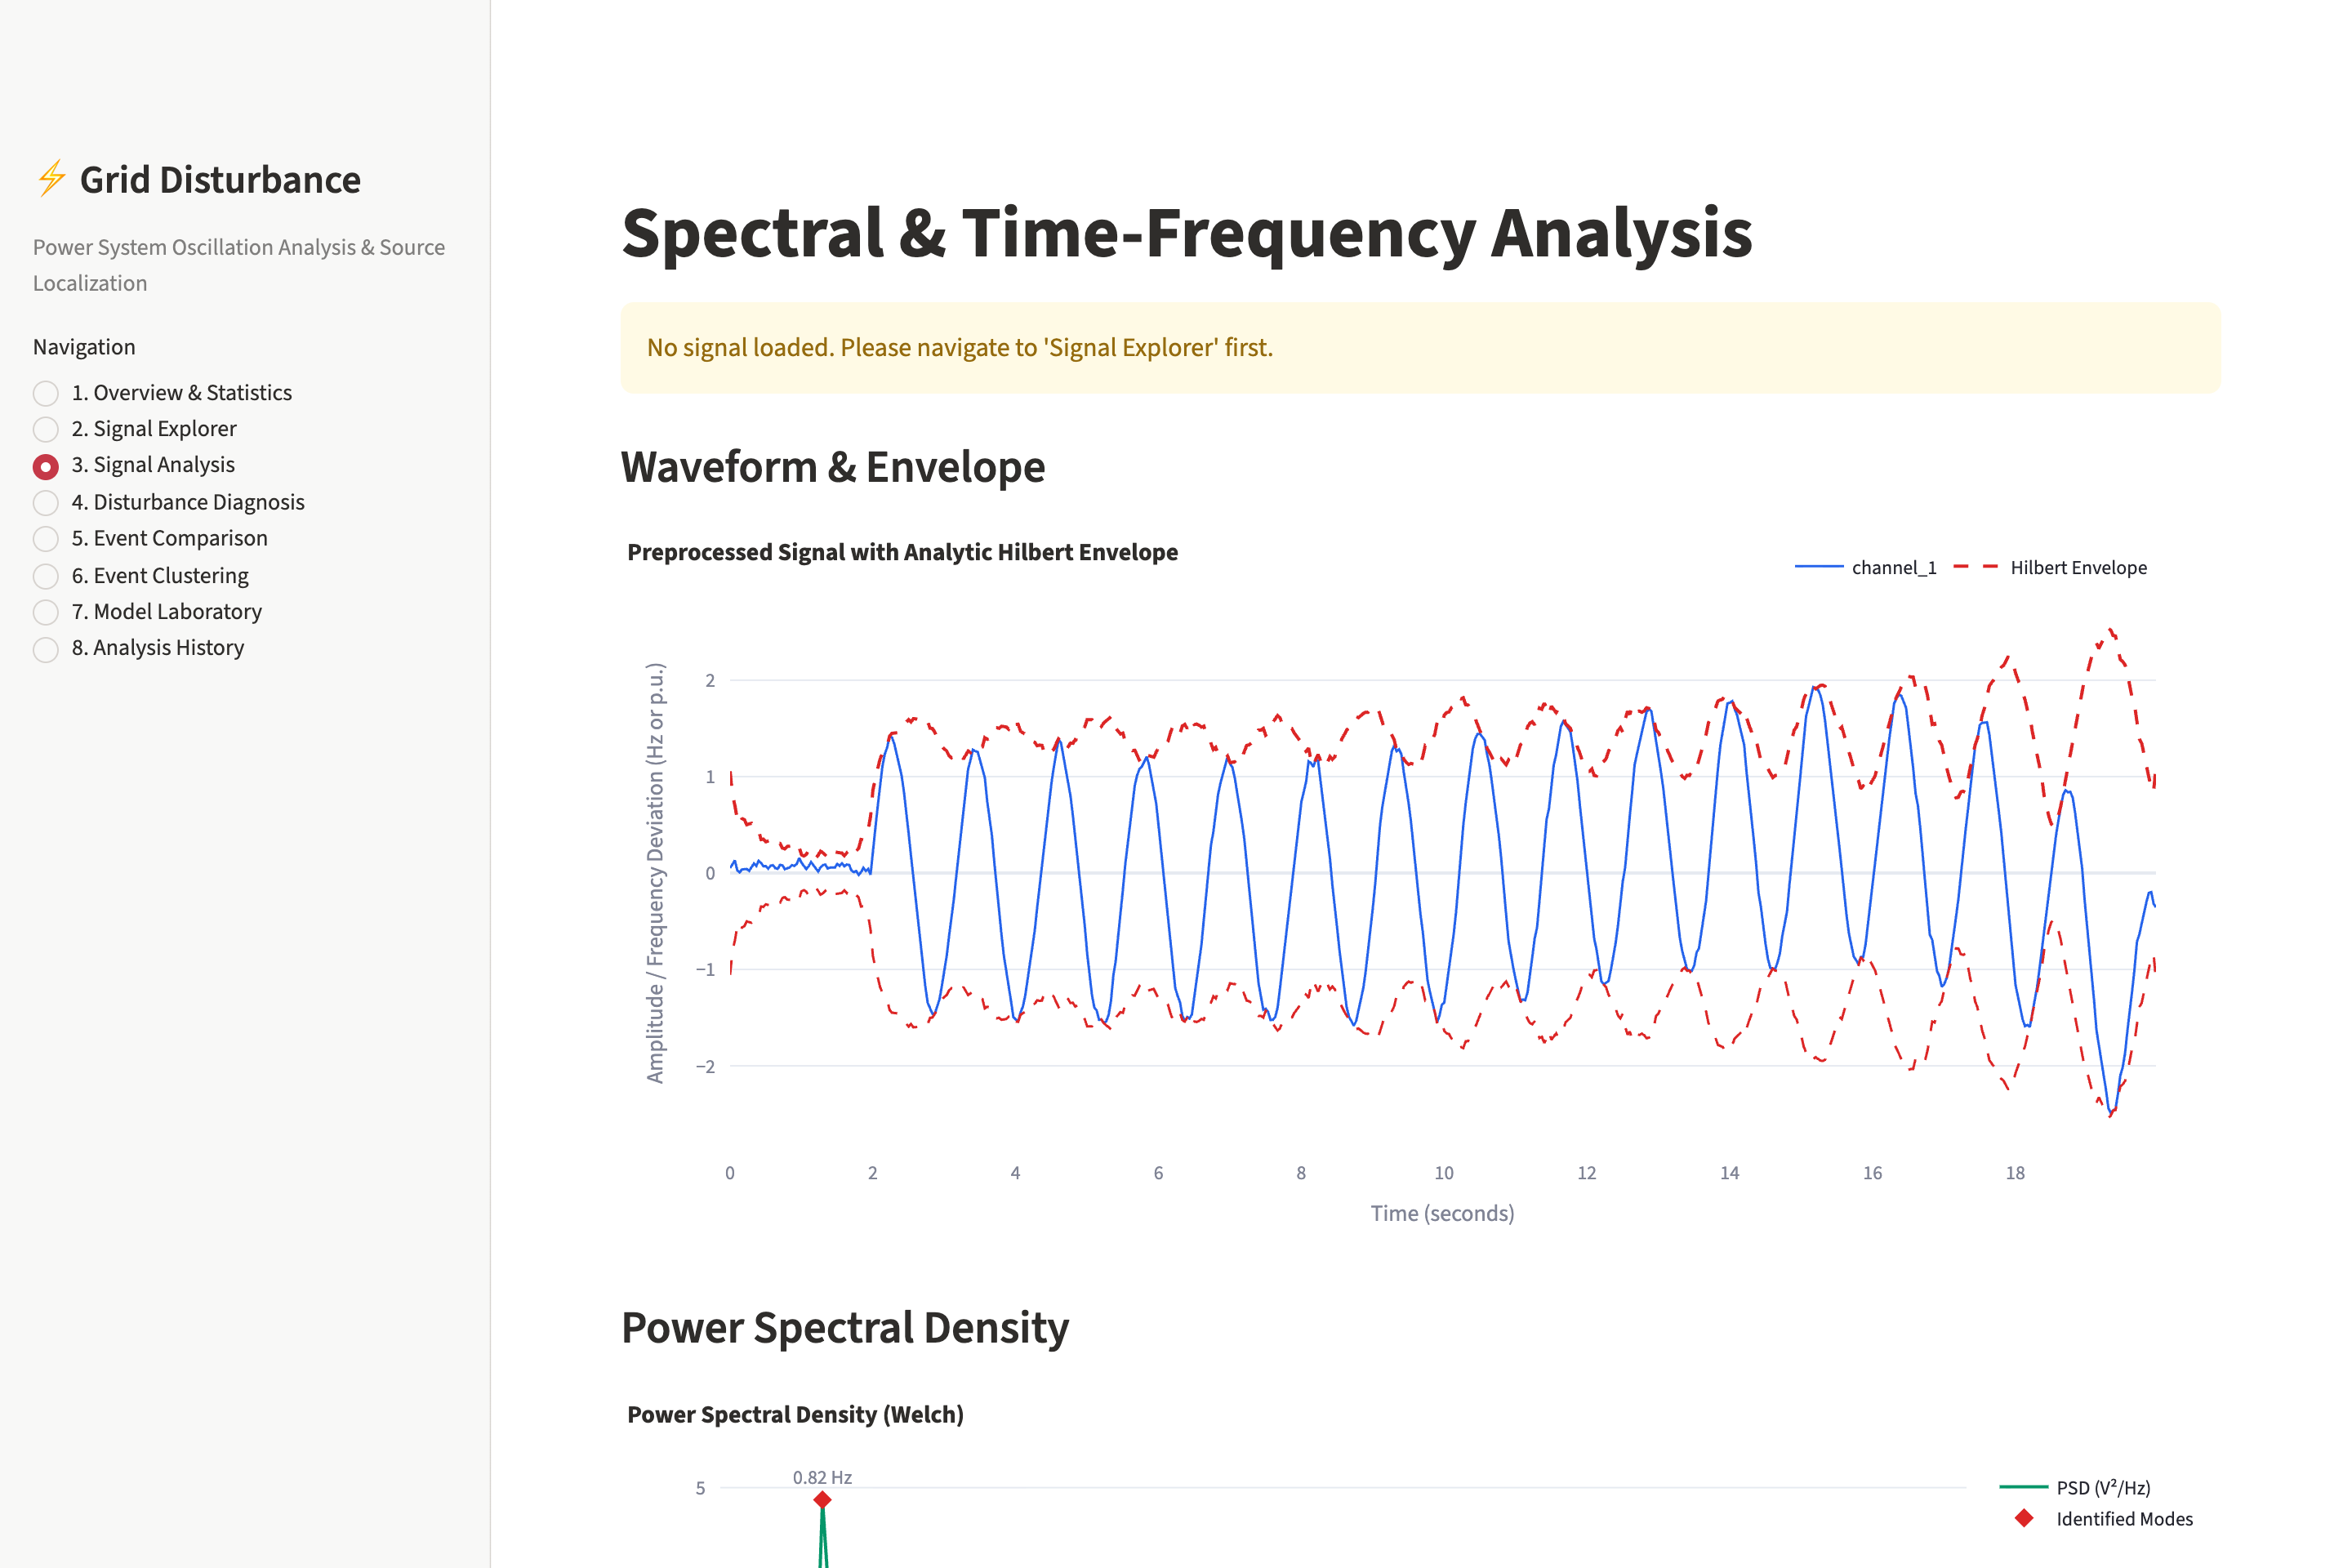 ⚡ Grid Disturbance
Power System Oscillation Analysis & Source
Localization
Navigation
1. Overview & Statistics
2. Signal Explorer
3. Signal Analysis
4. Disturbance Diagnosis
5. Event Comparison
6. Event Clustering
7. Model Laboratory
8. Analysis History
Spectral & Time-Frequency Analysis
No signal loaded. Please navigate to 'Signal Explorer' first.
Waveform & Envelope
Preprocessed Signal with Analytic Hilbert Envelope
channel_1
Hilbert Envelope
Amplitude / Frequency Deviation (Hz or p.u.)
2
1
0
−1
−2
0 2 4 6 8 10 12 14 16 18
Time (seconds)
Power Spectral Density
Power Spectral Density (Welch)
0.82 Hz
5
PSD (V²/Hz)
Identified Modes